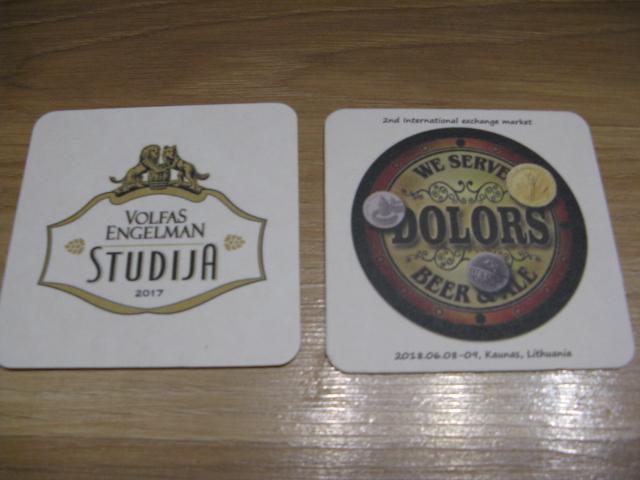 VOLFAS
ENGELMAN
STUDIJA
2017
2nd International exchange market
WE SERVE
DOLORS
BEER & ALE
2018.06.08-09, Kaunas, Lithuania